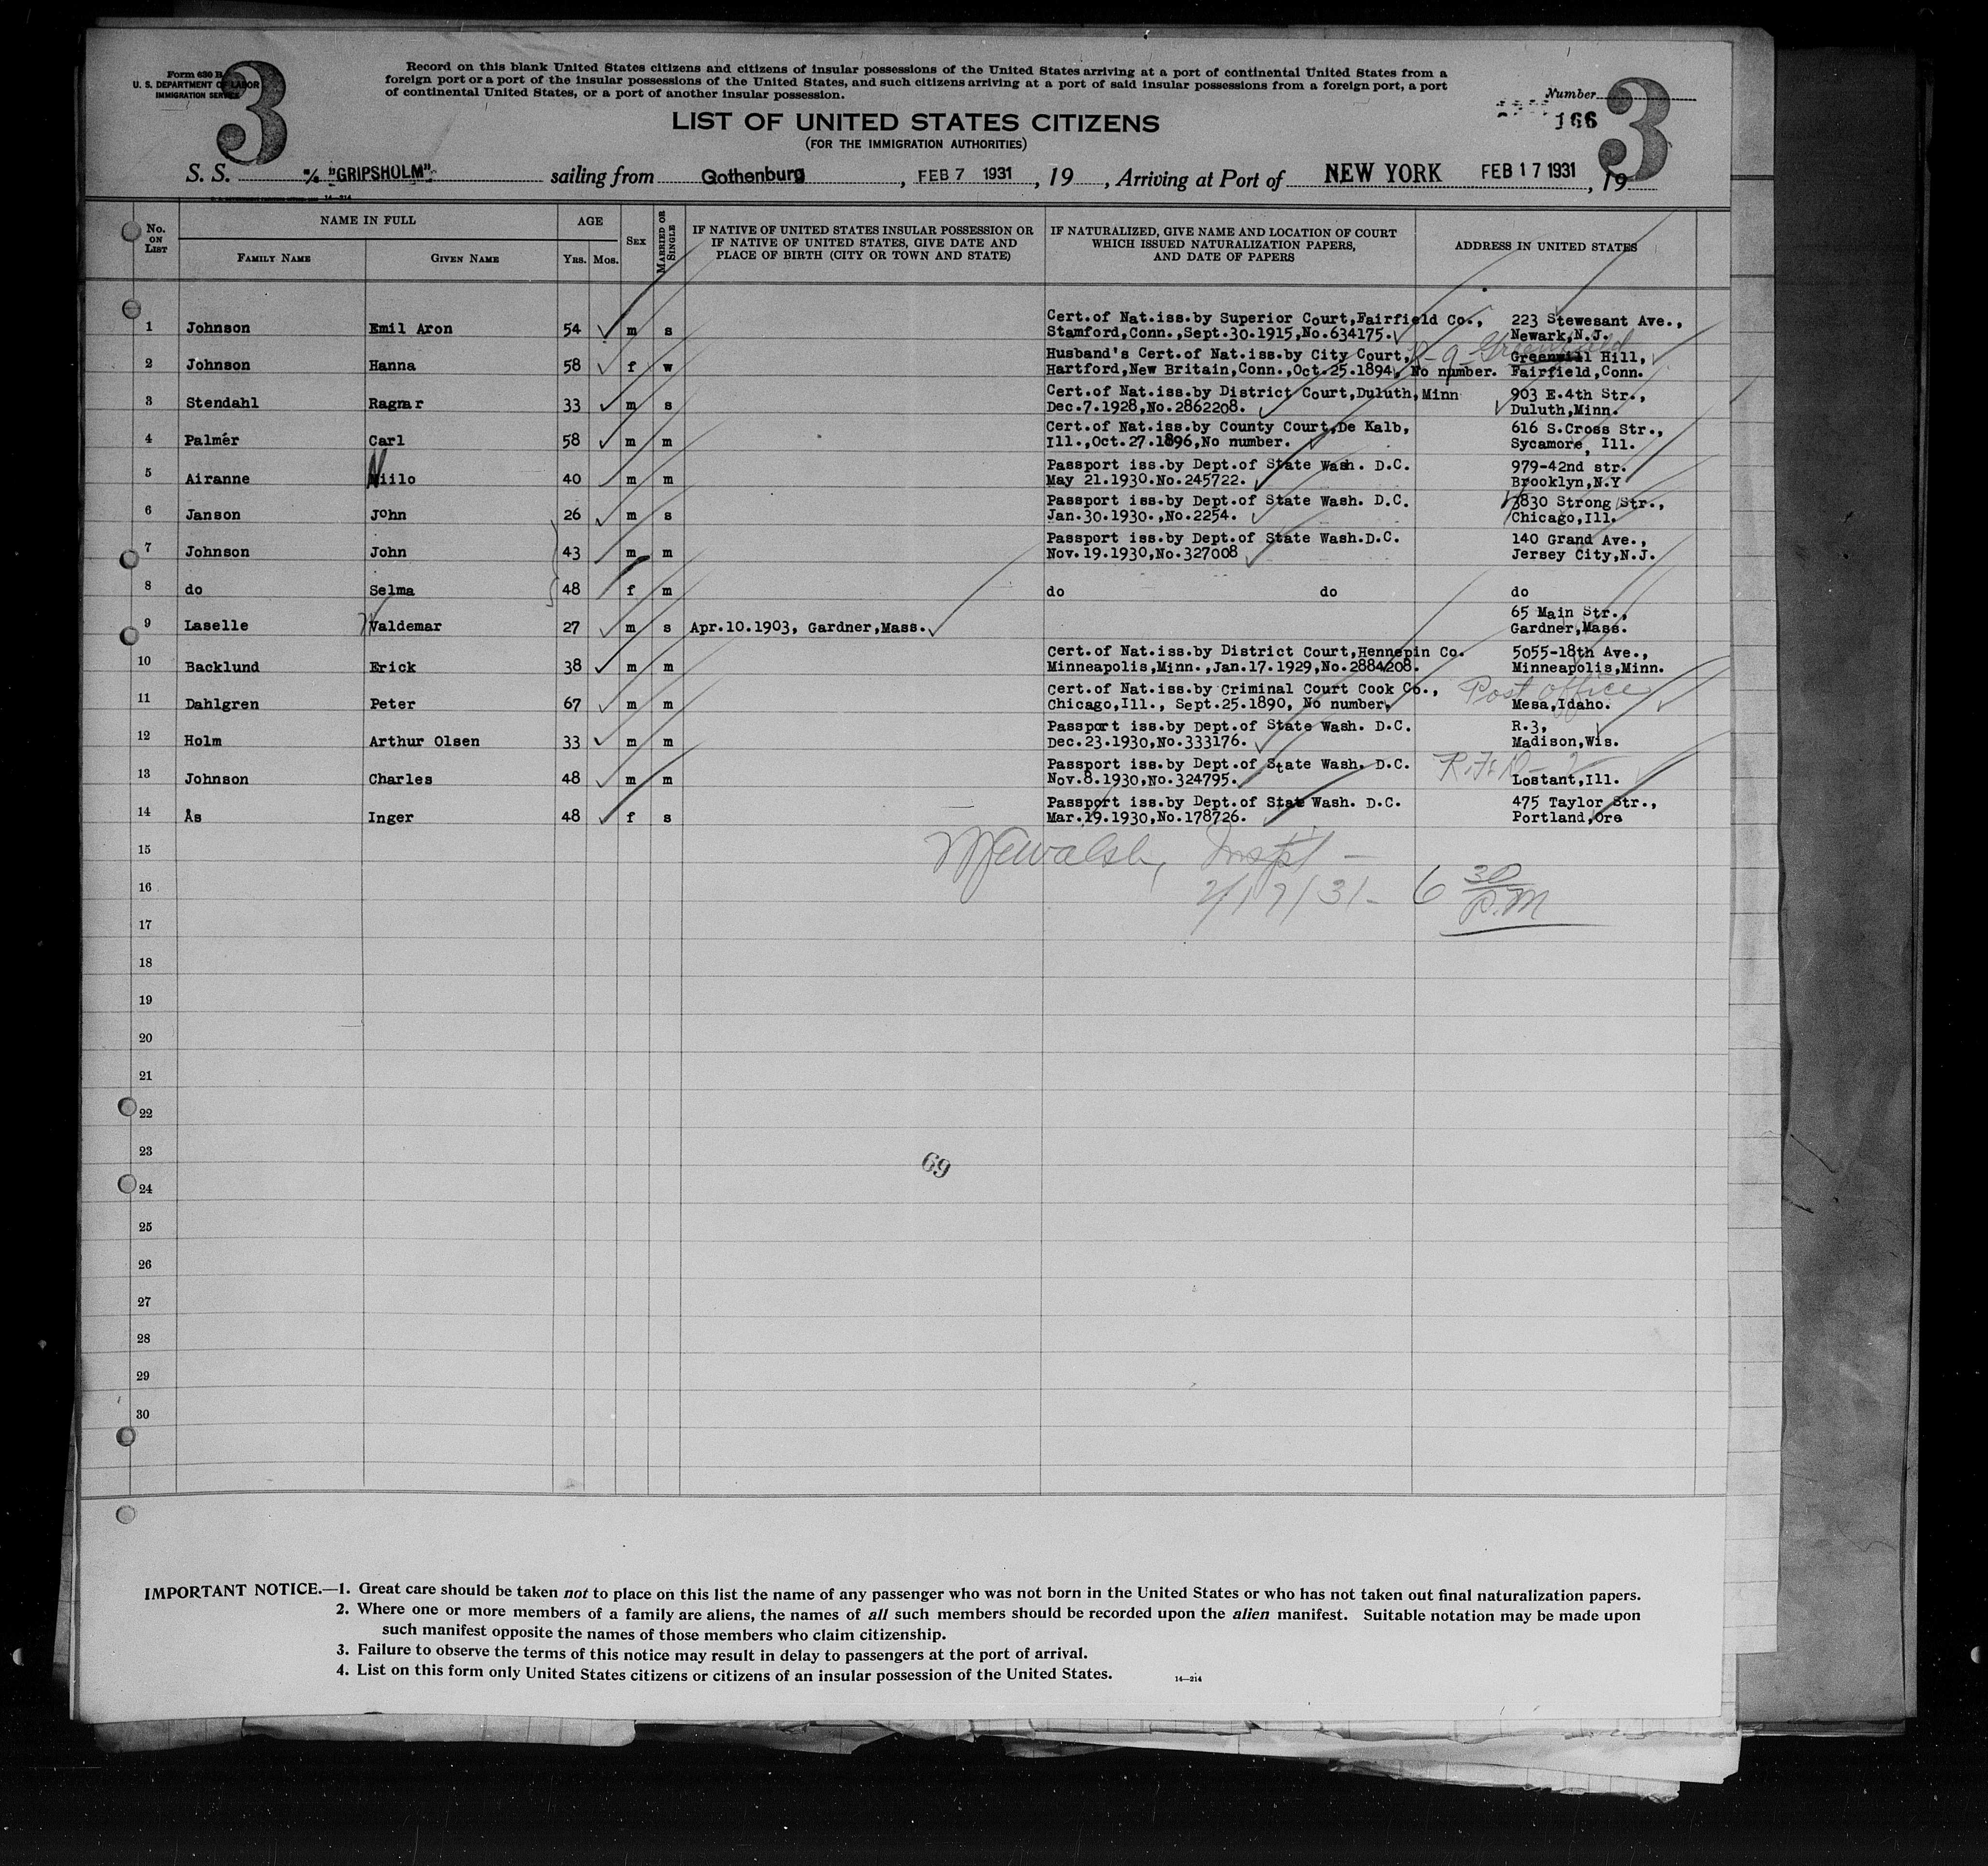 Form 630 B
U. S. DEPARTMENT OF LABOR
IMMIGRATION SERVICE
3
Record on this blank United States citizens and citizens of insular possessions of the United States arriving at a port of continental United States from a
foreign port or a port of the insular possessions of the United States, and such citizens arriving at a port of said insular possessions from a foreign port, a port
of continental United States, or a port of another insular possession.
Number
166
3
LIST OF UNITED STATES CITIZENS
(FOR THE IMMIGRATION AUTHORITIES)
S. S. M/S "GRIPSHOLM" sailing from Gothenburg, FEB 7 1931, 19 , Arriving at Port of NEW YORK FEB 17 1931, 19
14—214
No. ON LIST
NAME IN FULL
FAMILY NAME GIVEN NAME
AGE
YRS. MOS.
SEX
MARRIED OR SINGLE
IF NATIVE OF UNITED STATES INSULAR POSSESSION OR
IF NATIVE OF UNITED STATES, GIVE DATE AND
PLACE OF BIRTH (CITY OR TOWN AND STATE)
IF NATURALIZED, GIVE NAME AND LOCATION OF COURT
WHICH ISSUED NATURALIZATION PAPERS,
AND DATE OF PAPERS
ADDRESS IN UNITED STATES
Cert.of Nat.iss.by Superior Court,Fairfield Co., 223 Stewesant Ave.,
1 Johnson Emil Aron 54 m s Stamford,Conn.,Sept.30.1915,No.634175. Newark,N.J.
Greenfield
Husband's Cert.of Nat.iss.by City Court, Greenmill Hill,
2 Johnson Hanna 58 f w Hartford,New Britain,Conn.,Oct.25.1894, No number. Fairfield,Conn.
Cert.of Nat.iss.by District Court,Duluth,Minn 903 E.4th Str.,
3 Stendahl Ragnar 33 m s Dec.7.1928,No.2862208. Duluth,Minn.
Cert.of Nat.iss.by County Court,De Kalb, 616 S.Cross Str.,
4 Palmér Carl 58 m m Ill.,Oct.27.1896,No number. Sycamore, Ill.
Passport iss.by Dept.of State Wash. D.C. 979-42nd str.
5 Airanne Niilo 40 m m May 21.1930.No.245722. Brooklyn,N.Y
Passport iss.by Dept.of State Wash. D.C. 3830 Strong Str.,
6 Janson John 26 m s Jan.30.1930.,No.2254. Chicago,Ill.
Passport iss.by Dept.of State Wash.D.C. 140 Grand Ave.,
7 Johnson John 43 m m Nov.19.1930,No.327008 Jersey City,N.J.
8 do Selma 48 f m do do do
65 Main Str.,
9 Laselle Valdemar 27 m s Apr.10.1903, Gardner,Mass. Gardner,Mass.
Cert.of Nat.iss.by District Court,Hennepin Co. 5055-18th Ave.,
10 Backlund Erick 38 m m Minneapolis,Minn.,Jan.17.1929,No.2884208. Minneapolis,Minn.
Cert.of Nat.iss.by Criminal Court Cook Co., Post office
11 Dahlgren Peter 67 m m Chicago,Ill., Sept.25.1890, No number. Mesa,Idaho.
Passport iss.by Dept.of State Wash. D.C. R.3,
12 Holm Arthur Olsen 33 m m Dec.23.1930,No.333176. Madison,Wis.
Passport iss.by Dept.of State Wash. D.C. R.F.D-2
13 Johnson Charles 48 m m Nov.8.1930,No.324795. Lostant,Ill.
Passport iss.by Dept.of State Wash. D.C. 475 Taylor Str.,
14 Ås Inger 48 f s Mar.19.1930,No.178726. Portland,Ore
15
Walsh, Inspt -
16
2/17/31- 6 30 P.M
17
18
19
20
21
22
23
69
24
25
26
27
28
29
30
IMPORTANT NOTICE.—1. Great care should be taken not to place on this list the name of any passenger who was not born in the United States or who has not taken out final naturalization papers.
2. Where one or more members of a family are aliens, the names of all such members should be recorded upon the alien manifest. Suitable notation may be made upon
such manifest opposite the names of those members who claim citizenship.
3. Failure to observe the terms of this notice may result in delay to passengers at the port of arrival.
4. List on this form only United States citizens or citizens of an insular possession of the United States.
14—214